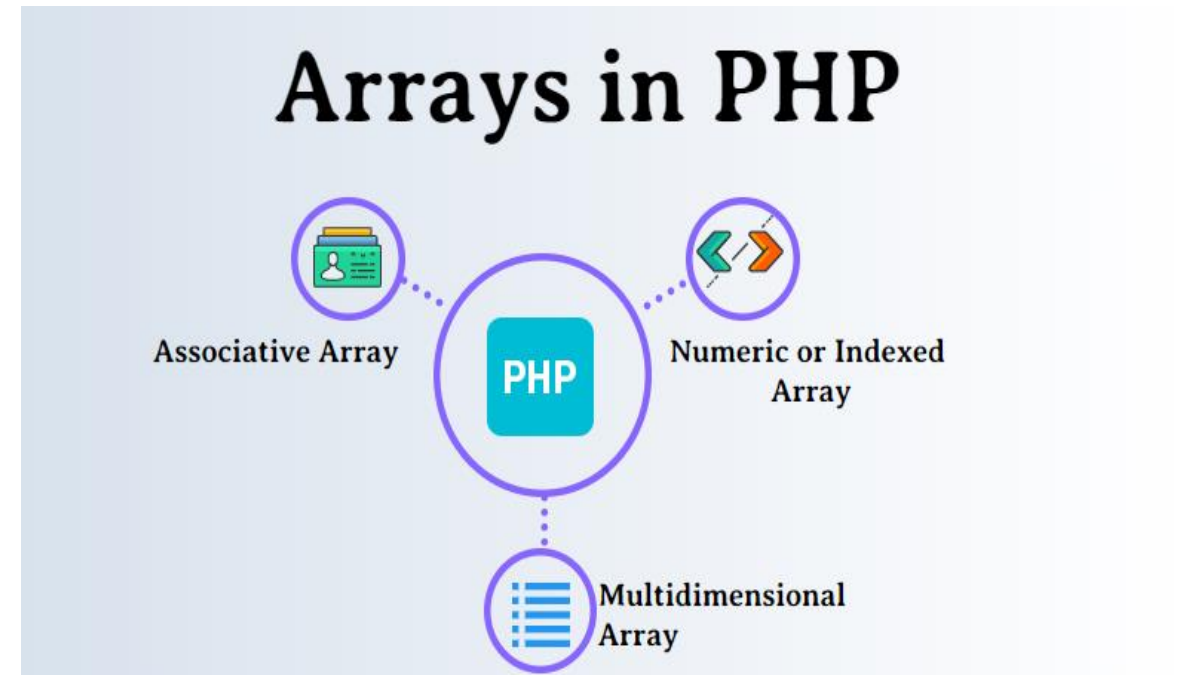 Arrays in PHP
Associative Array
PHP
Numeric or Indexed
Array
Multidimensional
Array